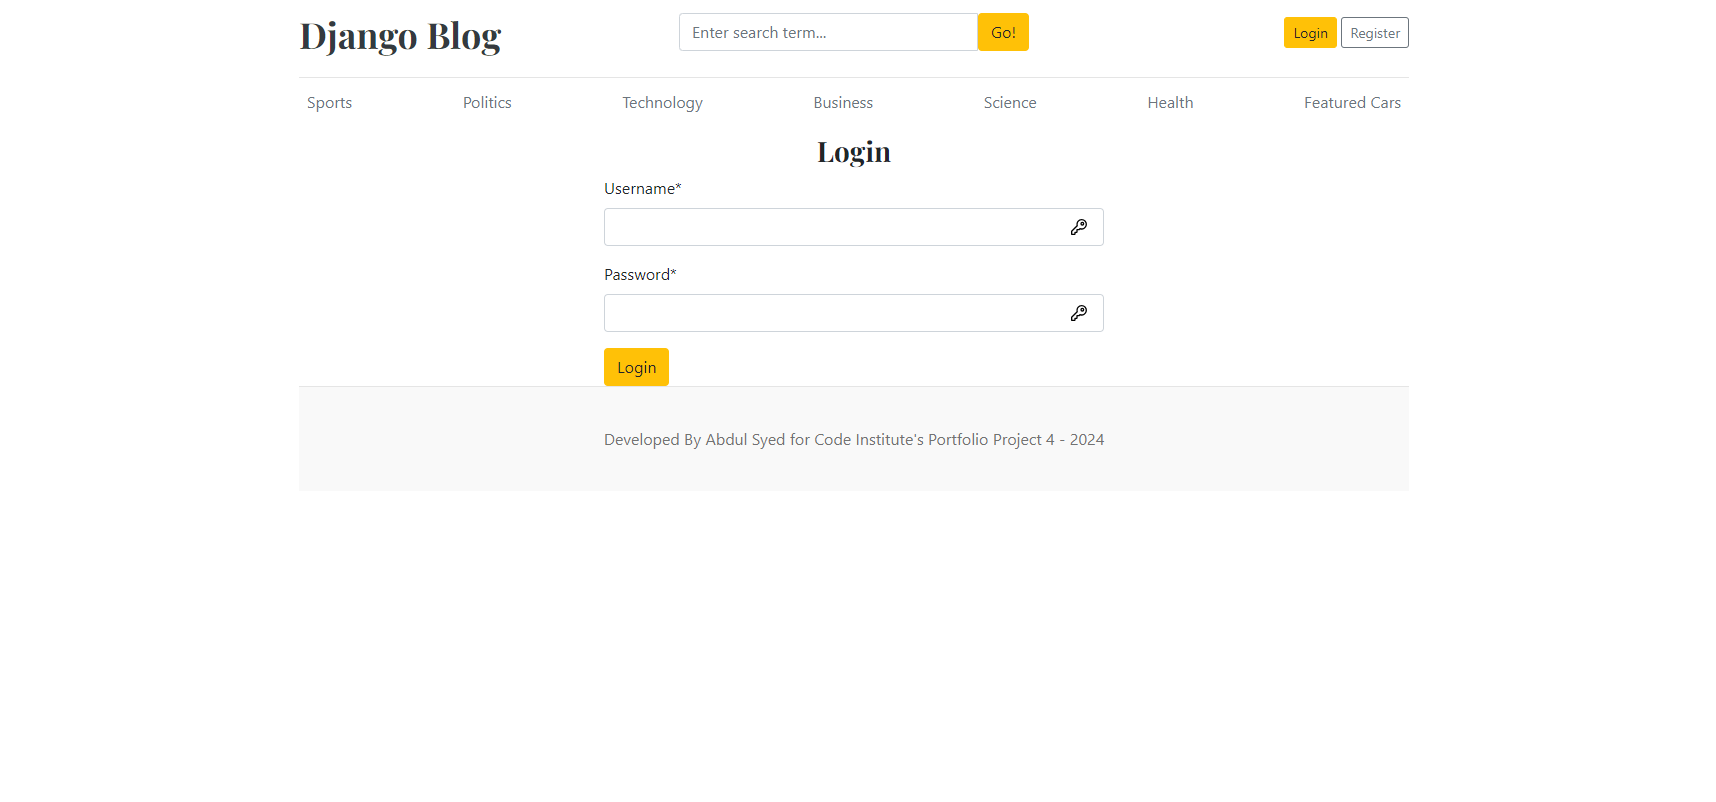 Django Blog
Enter search term...
Go!
Login
Register
Sports
Politics
Technology
Business
Science
Health
Featured Cars
Login
Username*
Password*
Login
Developed By Abdul Syed for Code Institute's Portfolio Project 4 - 2024